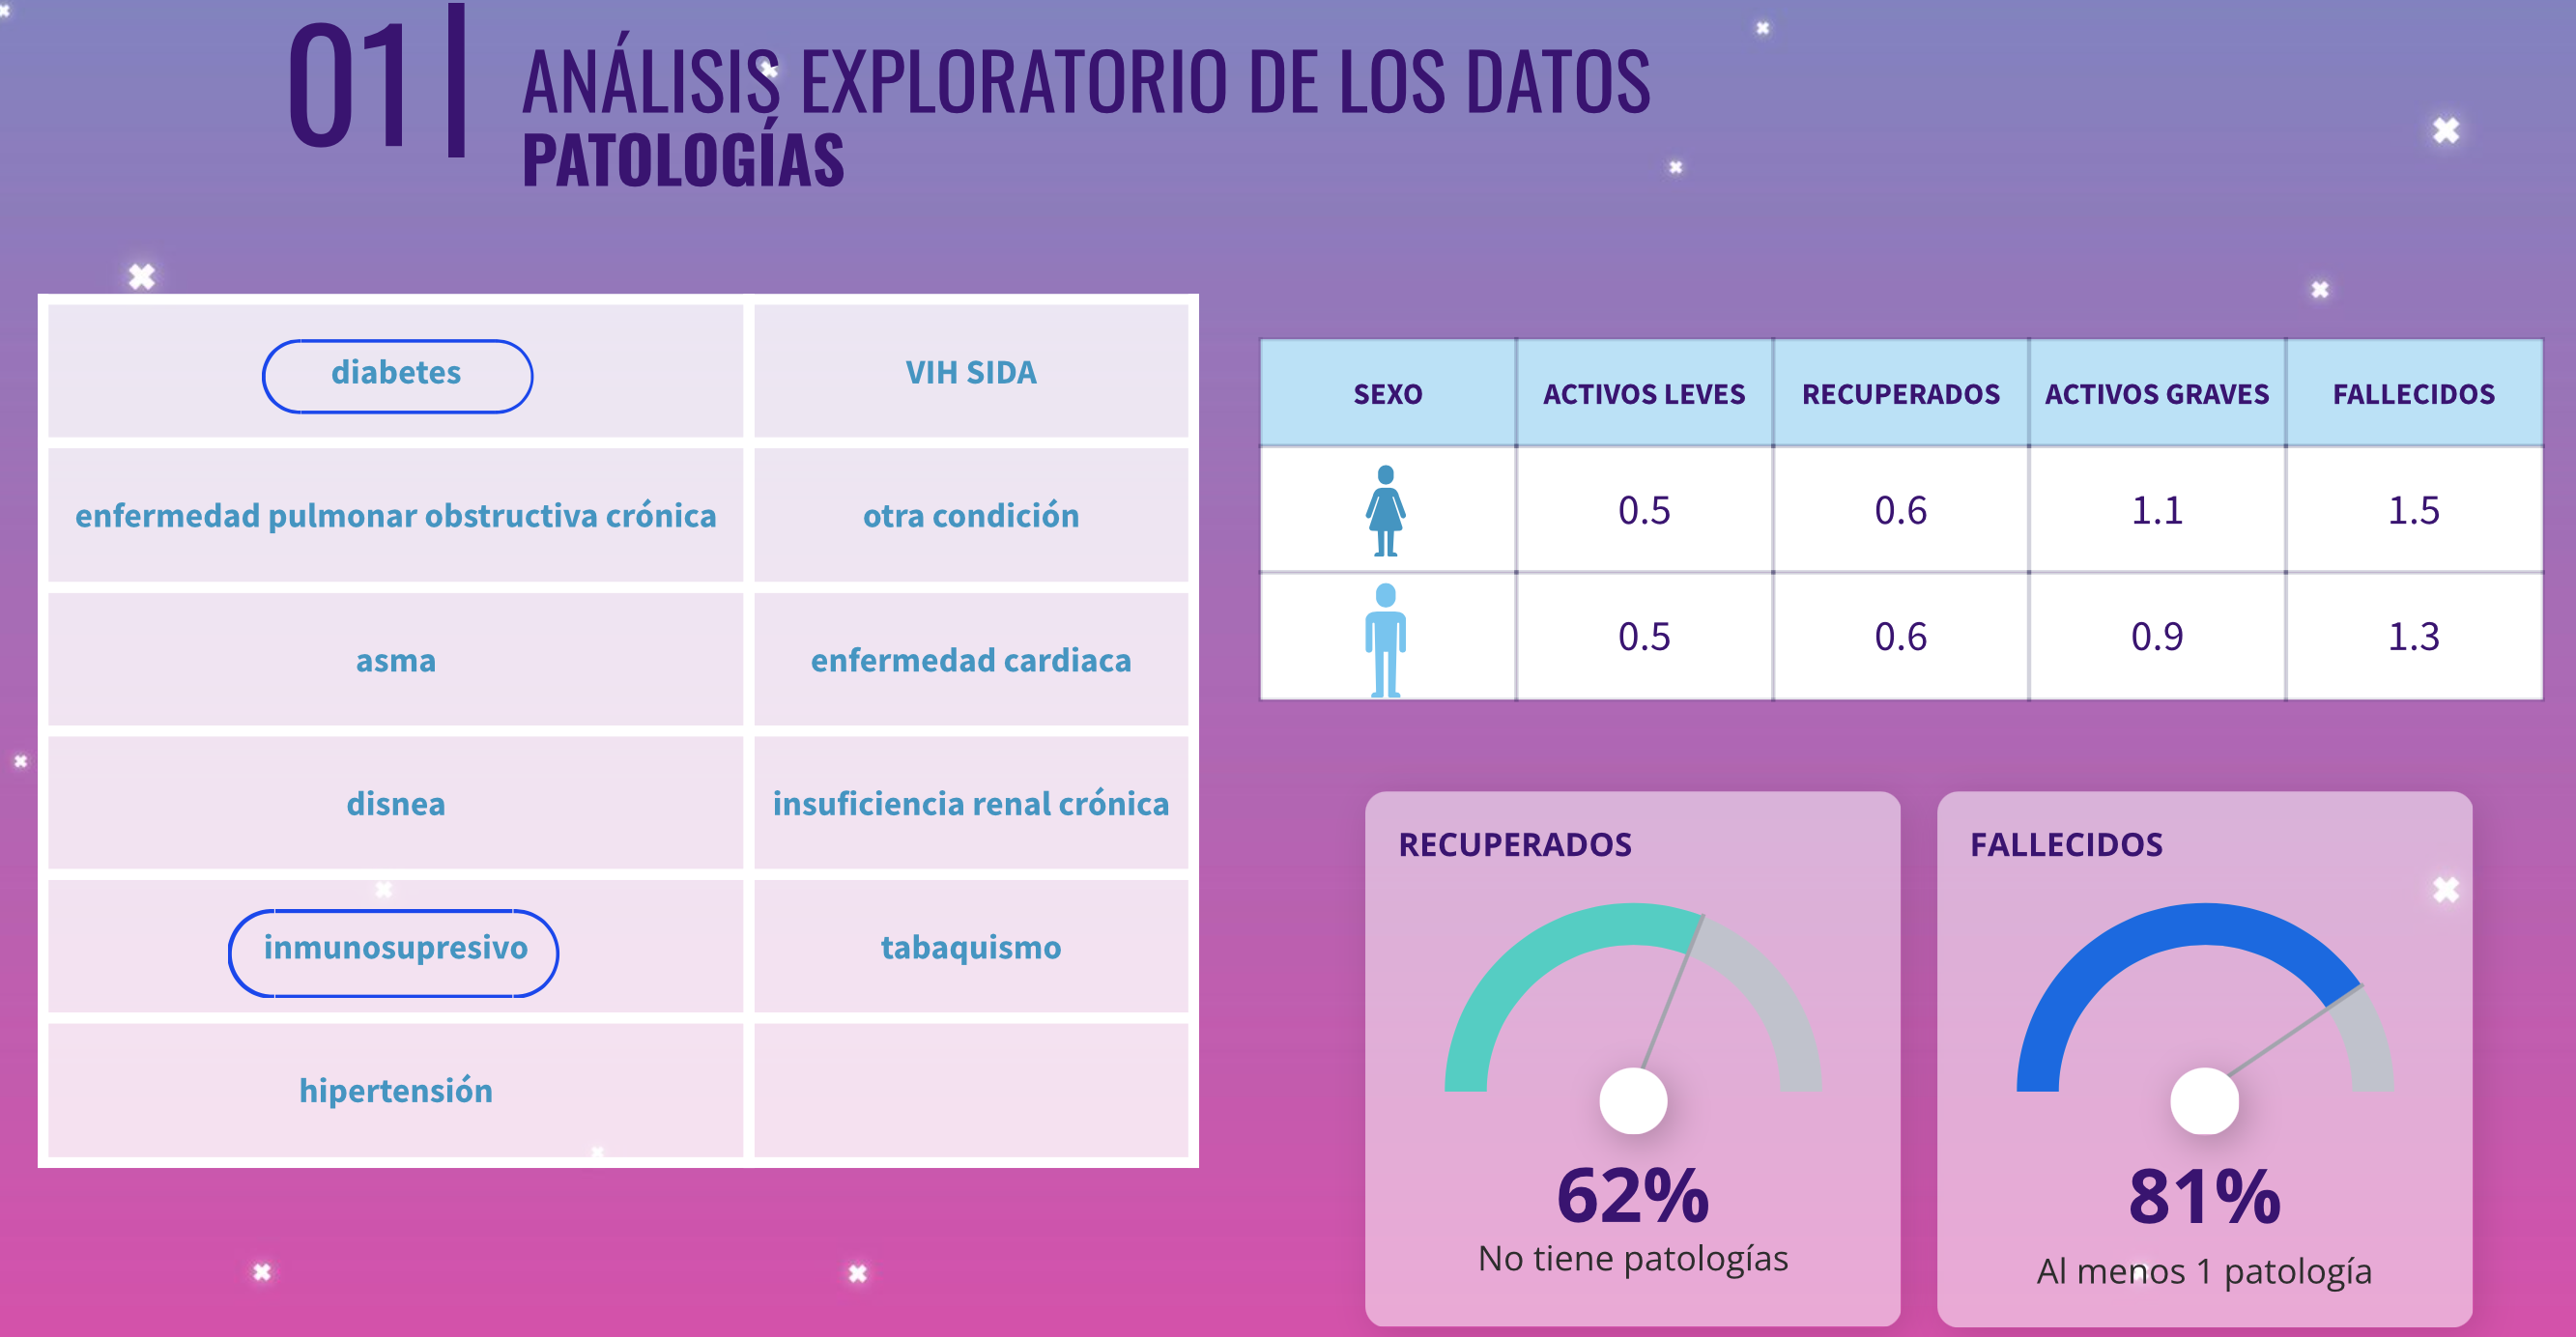 01
ANÁLISIS EXPLORATORIO DE LOS DATOS
PATOLOGÍAS
diabetes
VIH SIDA
enfermedad pulmonar obstructiva crónica
otra condición
asma
enfermedad cardiaca
disnea
insuficiencia renal crónica
inmunosupresivo
tabaquismo
hipertensión
SEXO
ACTIVOS LEVES
RECUPERADOS
ACTIVOS GRAVES
FALLECIDOS
0.5
0.6
1.1
1.5
0.5
0.6
0.9
1.3
RECUPERADOS
62%
No tiene patologías
FALLECIDOS
81%
Al menos 1 patología